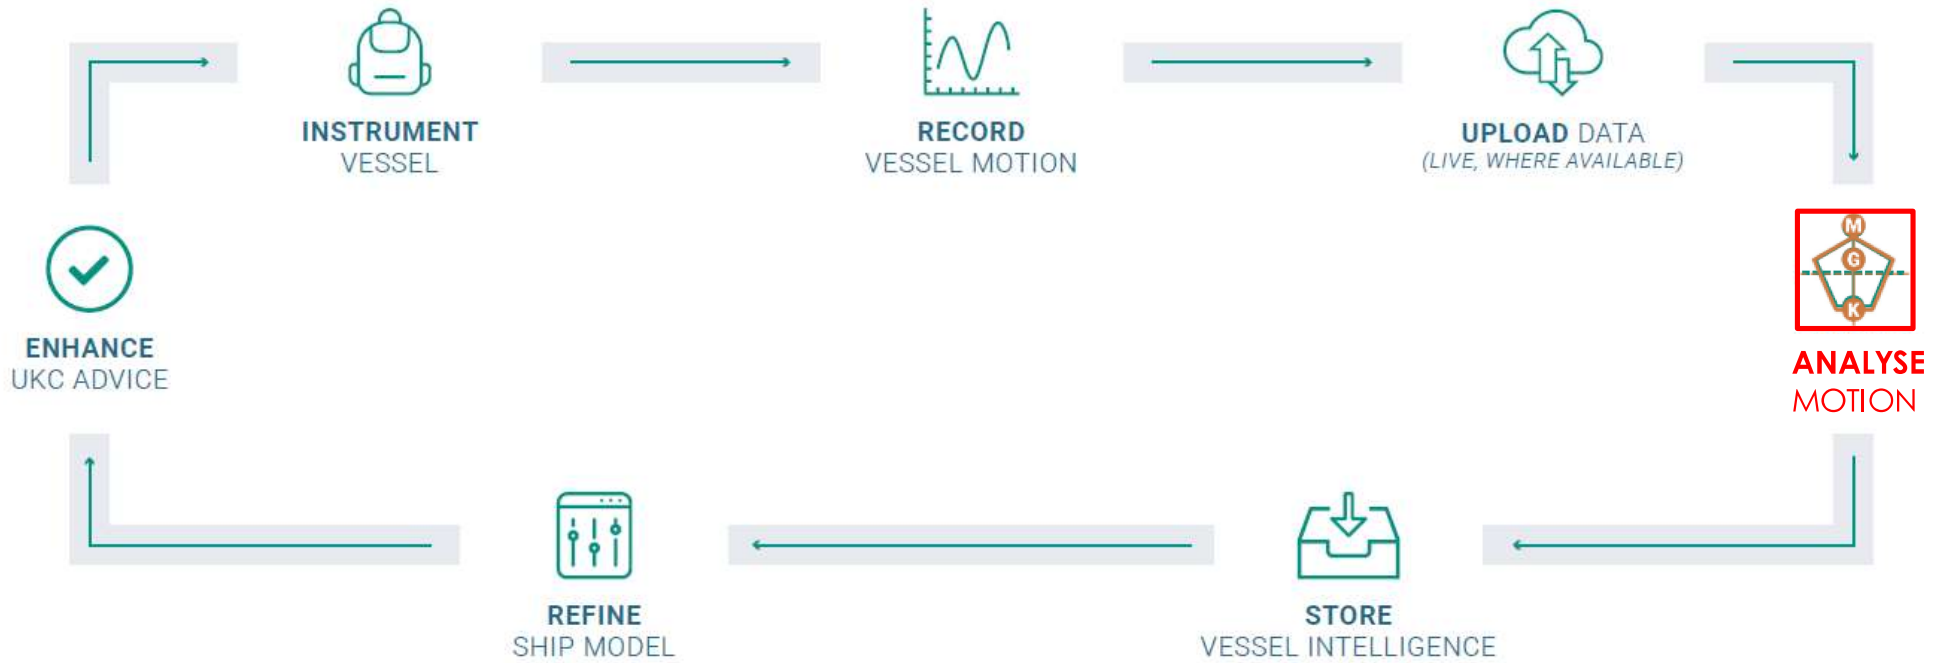 INSTRUMENT
VESSEL
RECORD
VESSEL MOTION
UPLOAD DATA
(LIVE, WHERE AVAILABLE)
M
G
K
ANALYSE
MOTION
STORE
VESSEL INTELLIGENCE
REFINE
SHIP MODEL
ENHANCE
UKC ADVICE